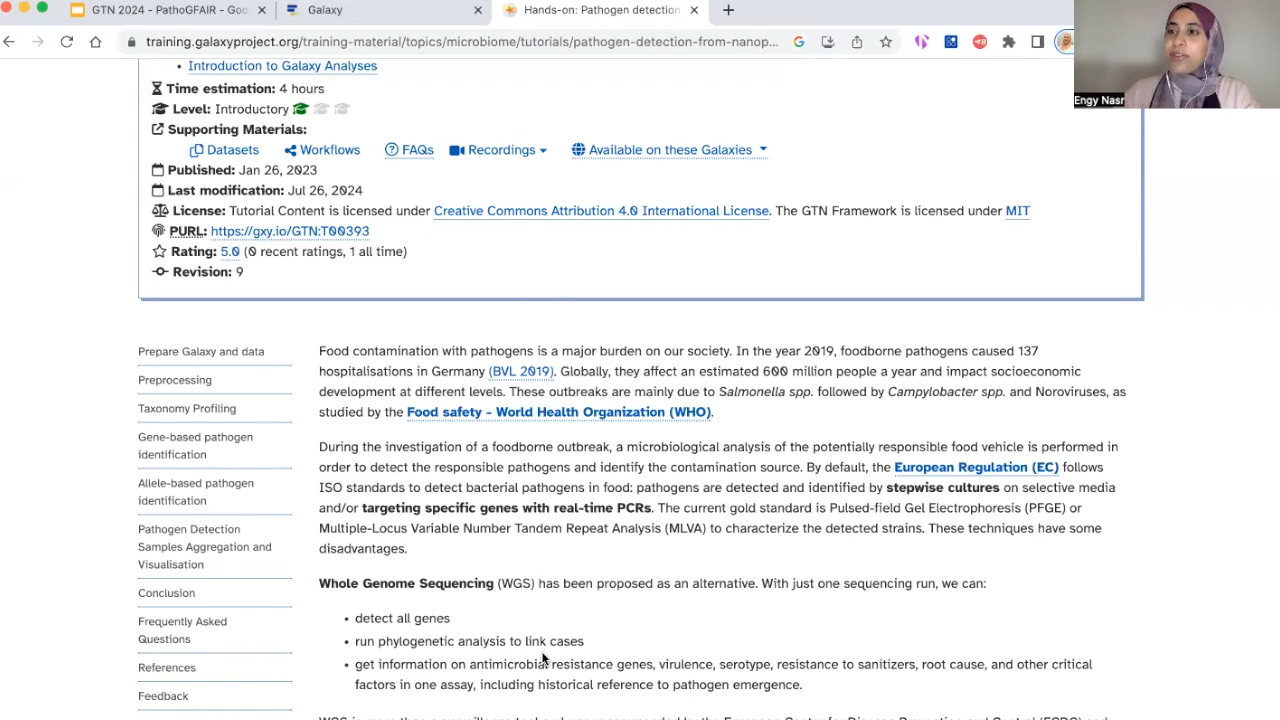 GTN 2024 - PathoGFAIR - Goo
Galaxy
Hands-on: Pathogen detection
training.galaxyproject.org/training-material/topics/microbiome/tutorials/pathogen-detection-from-nanop...
Engy Nasr
• Introduction to Galaxy Analyses
Time estimation: 4 hours
Level: Introductory
Supporting Materials:
Datasets Workflows FAQs Recordings Available on these Galaxies
Published: Jan 26, 2023
Last modification: Jul 26, 2024
License: Tutorial Content is licensed under Creative Commons Attribution 4.0 International License. The GTN Framework is licensed under MIT
PURL: https://gxy.io/GTN:T00393
Rating: 5.0 (0 recent ratings, 1 all time)
Revision: 9
Prepare Galaxy and data
Preprocessing
Taxonomy Profiling
Gene-based pathogen
identification
Allele-based pathogen
identification
Pathogen Detection
Samples Aggregation and
Visualisation
Conclusion
Frequently Asked
Questions
References
Feedback
Food contamination with pathogens is a major burden on our society. In the year 2019, foodborne pathogens caused 137
hospitalisations in Germany (BVL 2019). Globally, they affect an estimated 600 million people a year and impact socioeconomic
development at different levels. These outbreaks are mainly due to Salmonella spp. followed by Campylobacter spp. and Noroviruses, as
studied by the Food safety - World Health Organization (WHO).
During the investigation of a foodborne outbreak, a microbiological analysis of the potentially responsible food vehicle is performed in
order to detect the responsible pathogens and identify the contamination source. By default, the European Regulation (EC) follows
ISO standards to detect bacterial pathogens in food: pathogens are detected and identified by stepwise cultures on selective media
and/or targeting specific genes with real-time PCRs. The current gold standard is Pulsed-field Gel Electrophoresis (PFGE) or
Multiple-Locus Variable Number Tandem Repeat Analysis (MLVA) to characterize the detected strains. These techniques have some
disadvantages.
Whole Genome Sequencing (WGS) has been proposed as an alternative. With just one sequencing run, we can:
• detect all genes
• run phylogenetic analysis to link cases
• get information on antimicrobial resistance genes, virulence, serotype, resistance to sanitizers, root cause, and other critical
factors in one assay, including historical reference to pathogen emergence.